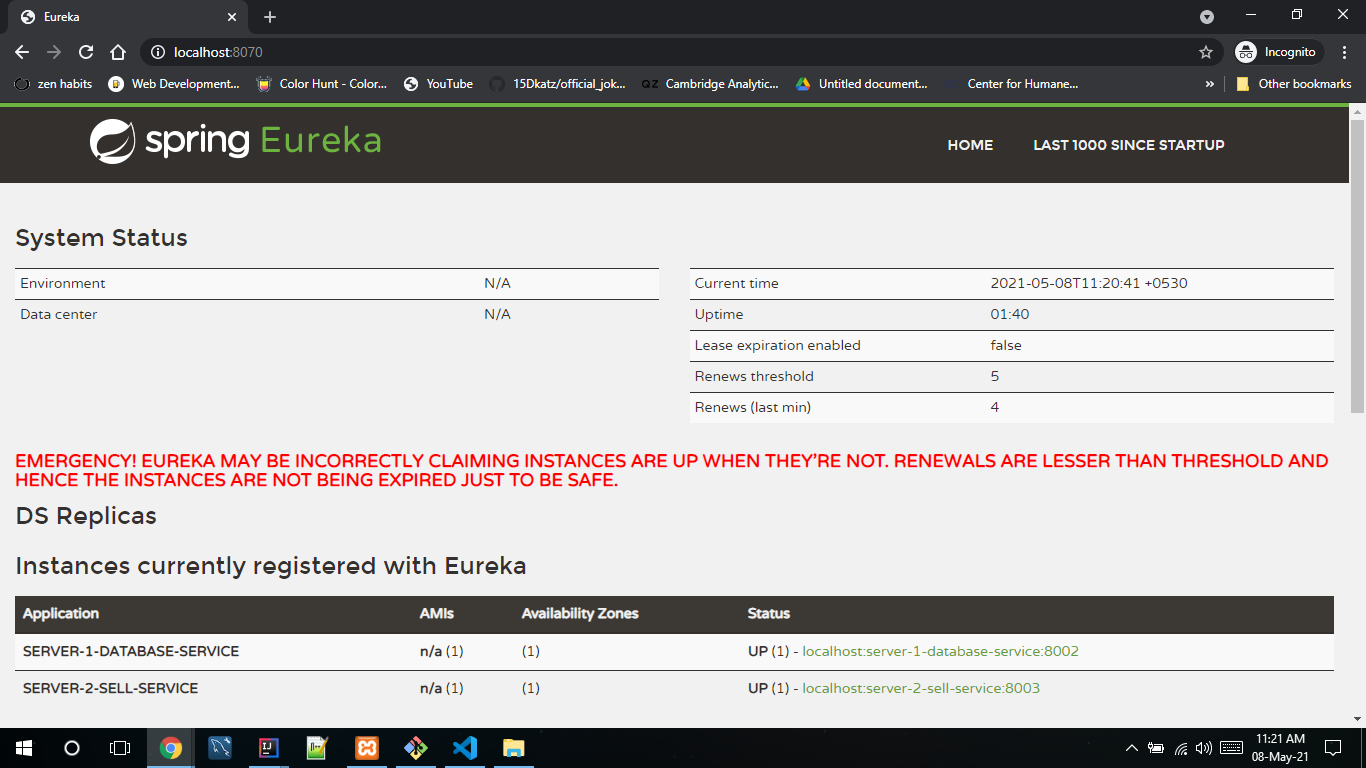 Eureka
localhost:8070
Incognito
zen habits
Web Development...
Color Hunt - Color...
YouTube
15Dkatz/official_jok...
QZ
Cambridge Analytic...
Untitled document...
Center for Humane...
»
Other bookmarks
spring Eureka
HOME
LAST 1000 SINCE STARTUP
System Status
Environment N/A
Data center N/A
Current time 2021-05-08T11:20:41 +0530
Uptime 01:40
Lease expiration enabled false
Renews threshold 5
Renews (last min) 4
EMERGENCY! EUREKA MAY BE INCORRECTLY CLAIMING INSTANCES ARE UP WHEN THEY'RE NOT. RENEWALS ARE LESSER THAN THRESHOLD AND
HENCE THE INSTANCES ARE NOT BEING EXPIRED JUST TO BE SAFE.
DS Replicas
Instances currently registered with Eureka
Application AMIs Availability Zones Status
SERVER-1-DATABASE-SERVICE n/a (1) (1) UP (1) - localhost:server-1-database-service:8002
SERVER-2-SELL-SERVICE n/a (1) (1) UP (1) - localhost:server-2-sell-service:8003
11:21 AM
08-May-21